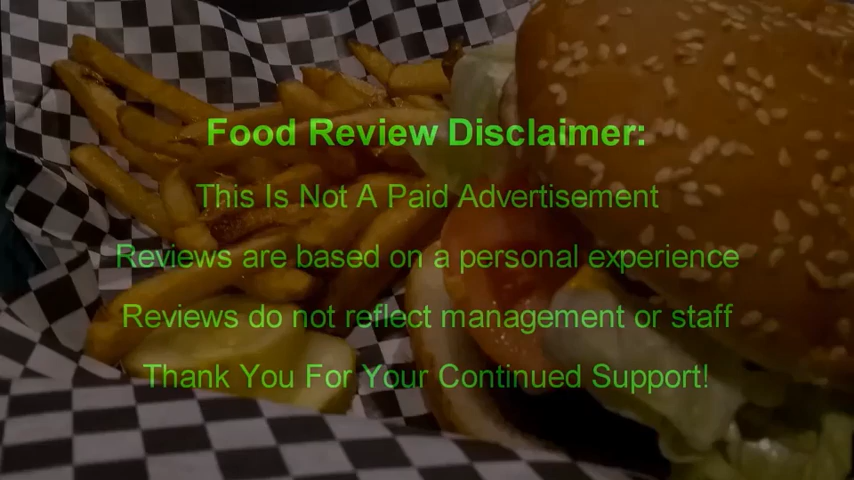 Food Review Disclaimer:
This Is Not A Paid Advertisement
Reviews are based on a personal experience
Reviews do not reflect management or staff
Thank You For Your Continued Support!